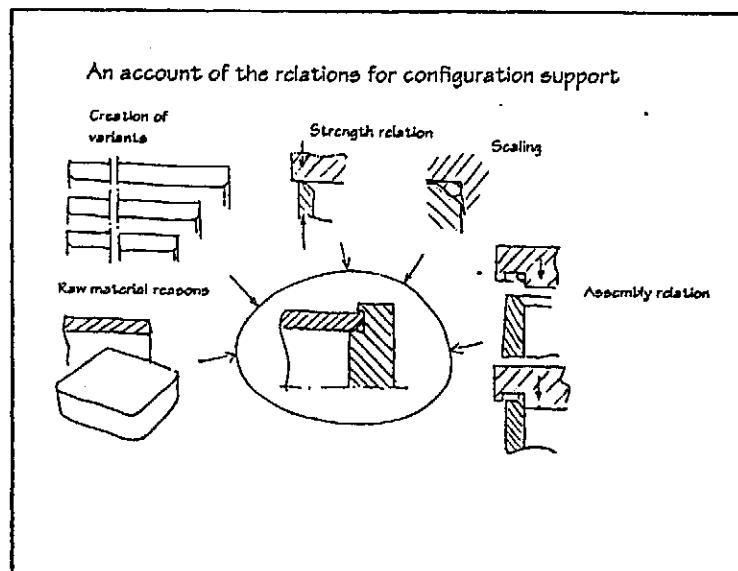 An account of the relations for configuration support
Creation of
variants
Strength relation
Scaling
Raw material reasons
Assembly relation